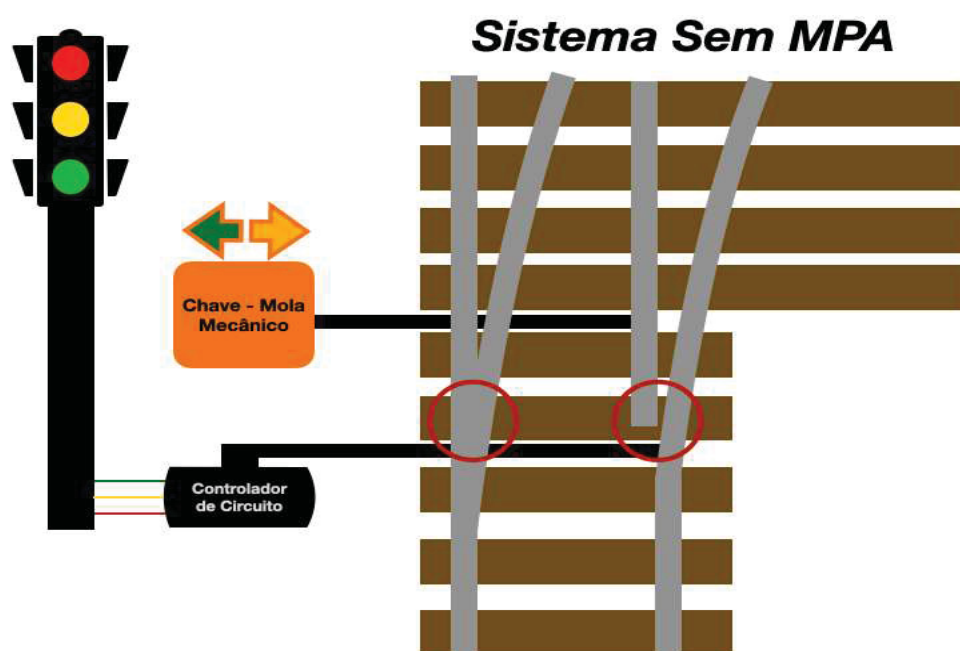 Sistema Sem MPA
Chave - Mola
Mecânico
Controlador
de Circuito